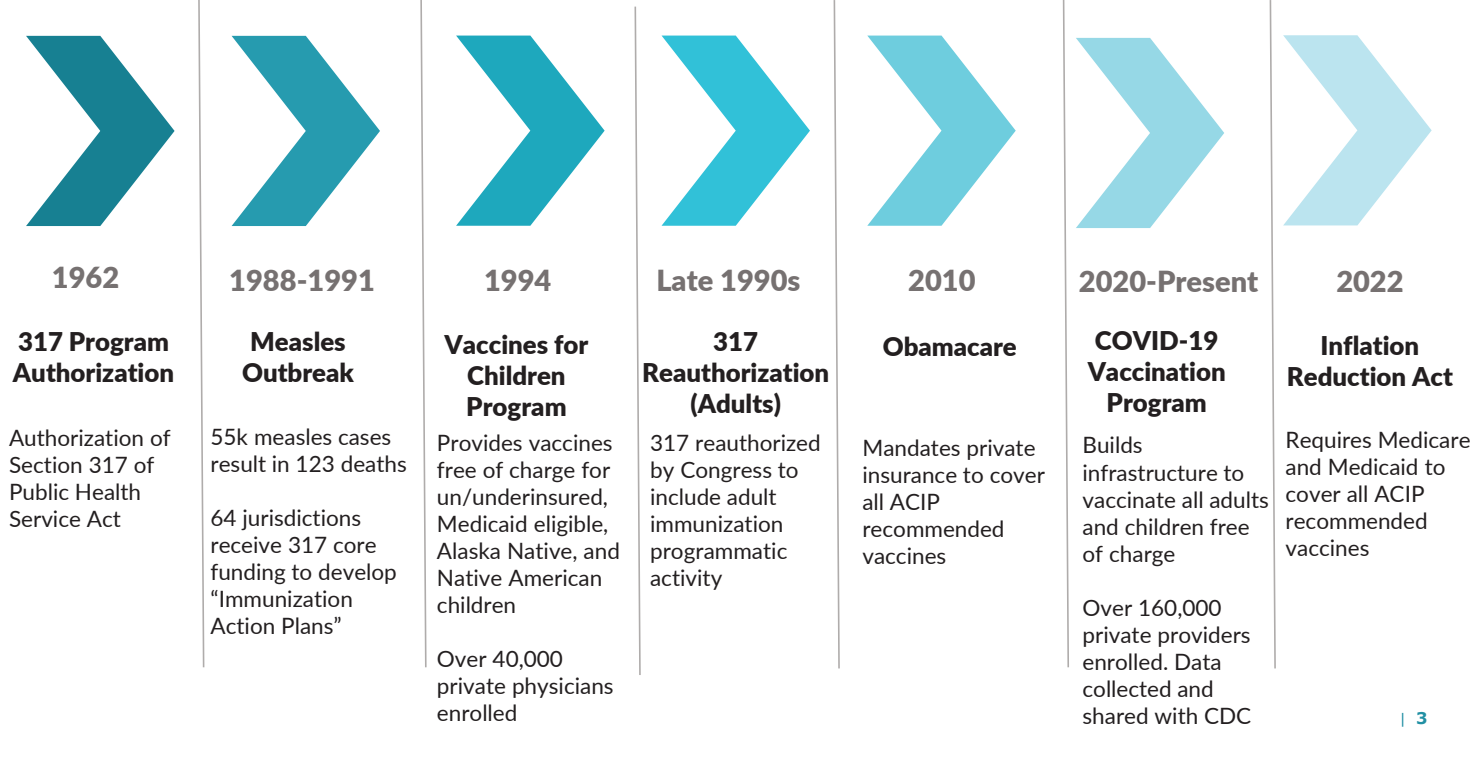 1962
317 Program
Authorization
Authorization of
Section 317 of
Public Health
Service Act
1988-1991
Measles
Outbreak
55k measles cases
result in 123 deaths
64 jurisdictions
receive 317 core
funding to develop
“Immunization
Action Plans”
1994
Vaccines for
Children
Program
Provides vaccines
free of charge for
un/underinsured,
Medicaid eligible,
Alaska Native, and
Native American
children
Over 40,000
private physicians
enrolled
Late 1990s
317
Reauthorization
(Adults)
317 reauthorized
by Congress to
include adult
immunization
programmatic
activity
2010
Obamacare
Mandates private
insurance to cover
all ACIP
recommended
vaccines
2020-Present
COVID-19
Vaccination
Program
Builds
infrastructure to
vaccinate all adults
and children free
of charge
Over 160,000
private providers
enrolled. Data
collected and
shared with CDC
2022
Inflation
Reduction Act
Requires Medicare
and Medicaid to
cover all ACIP
recommended
vaccines
| 3